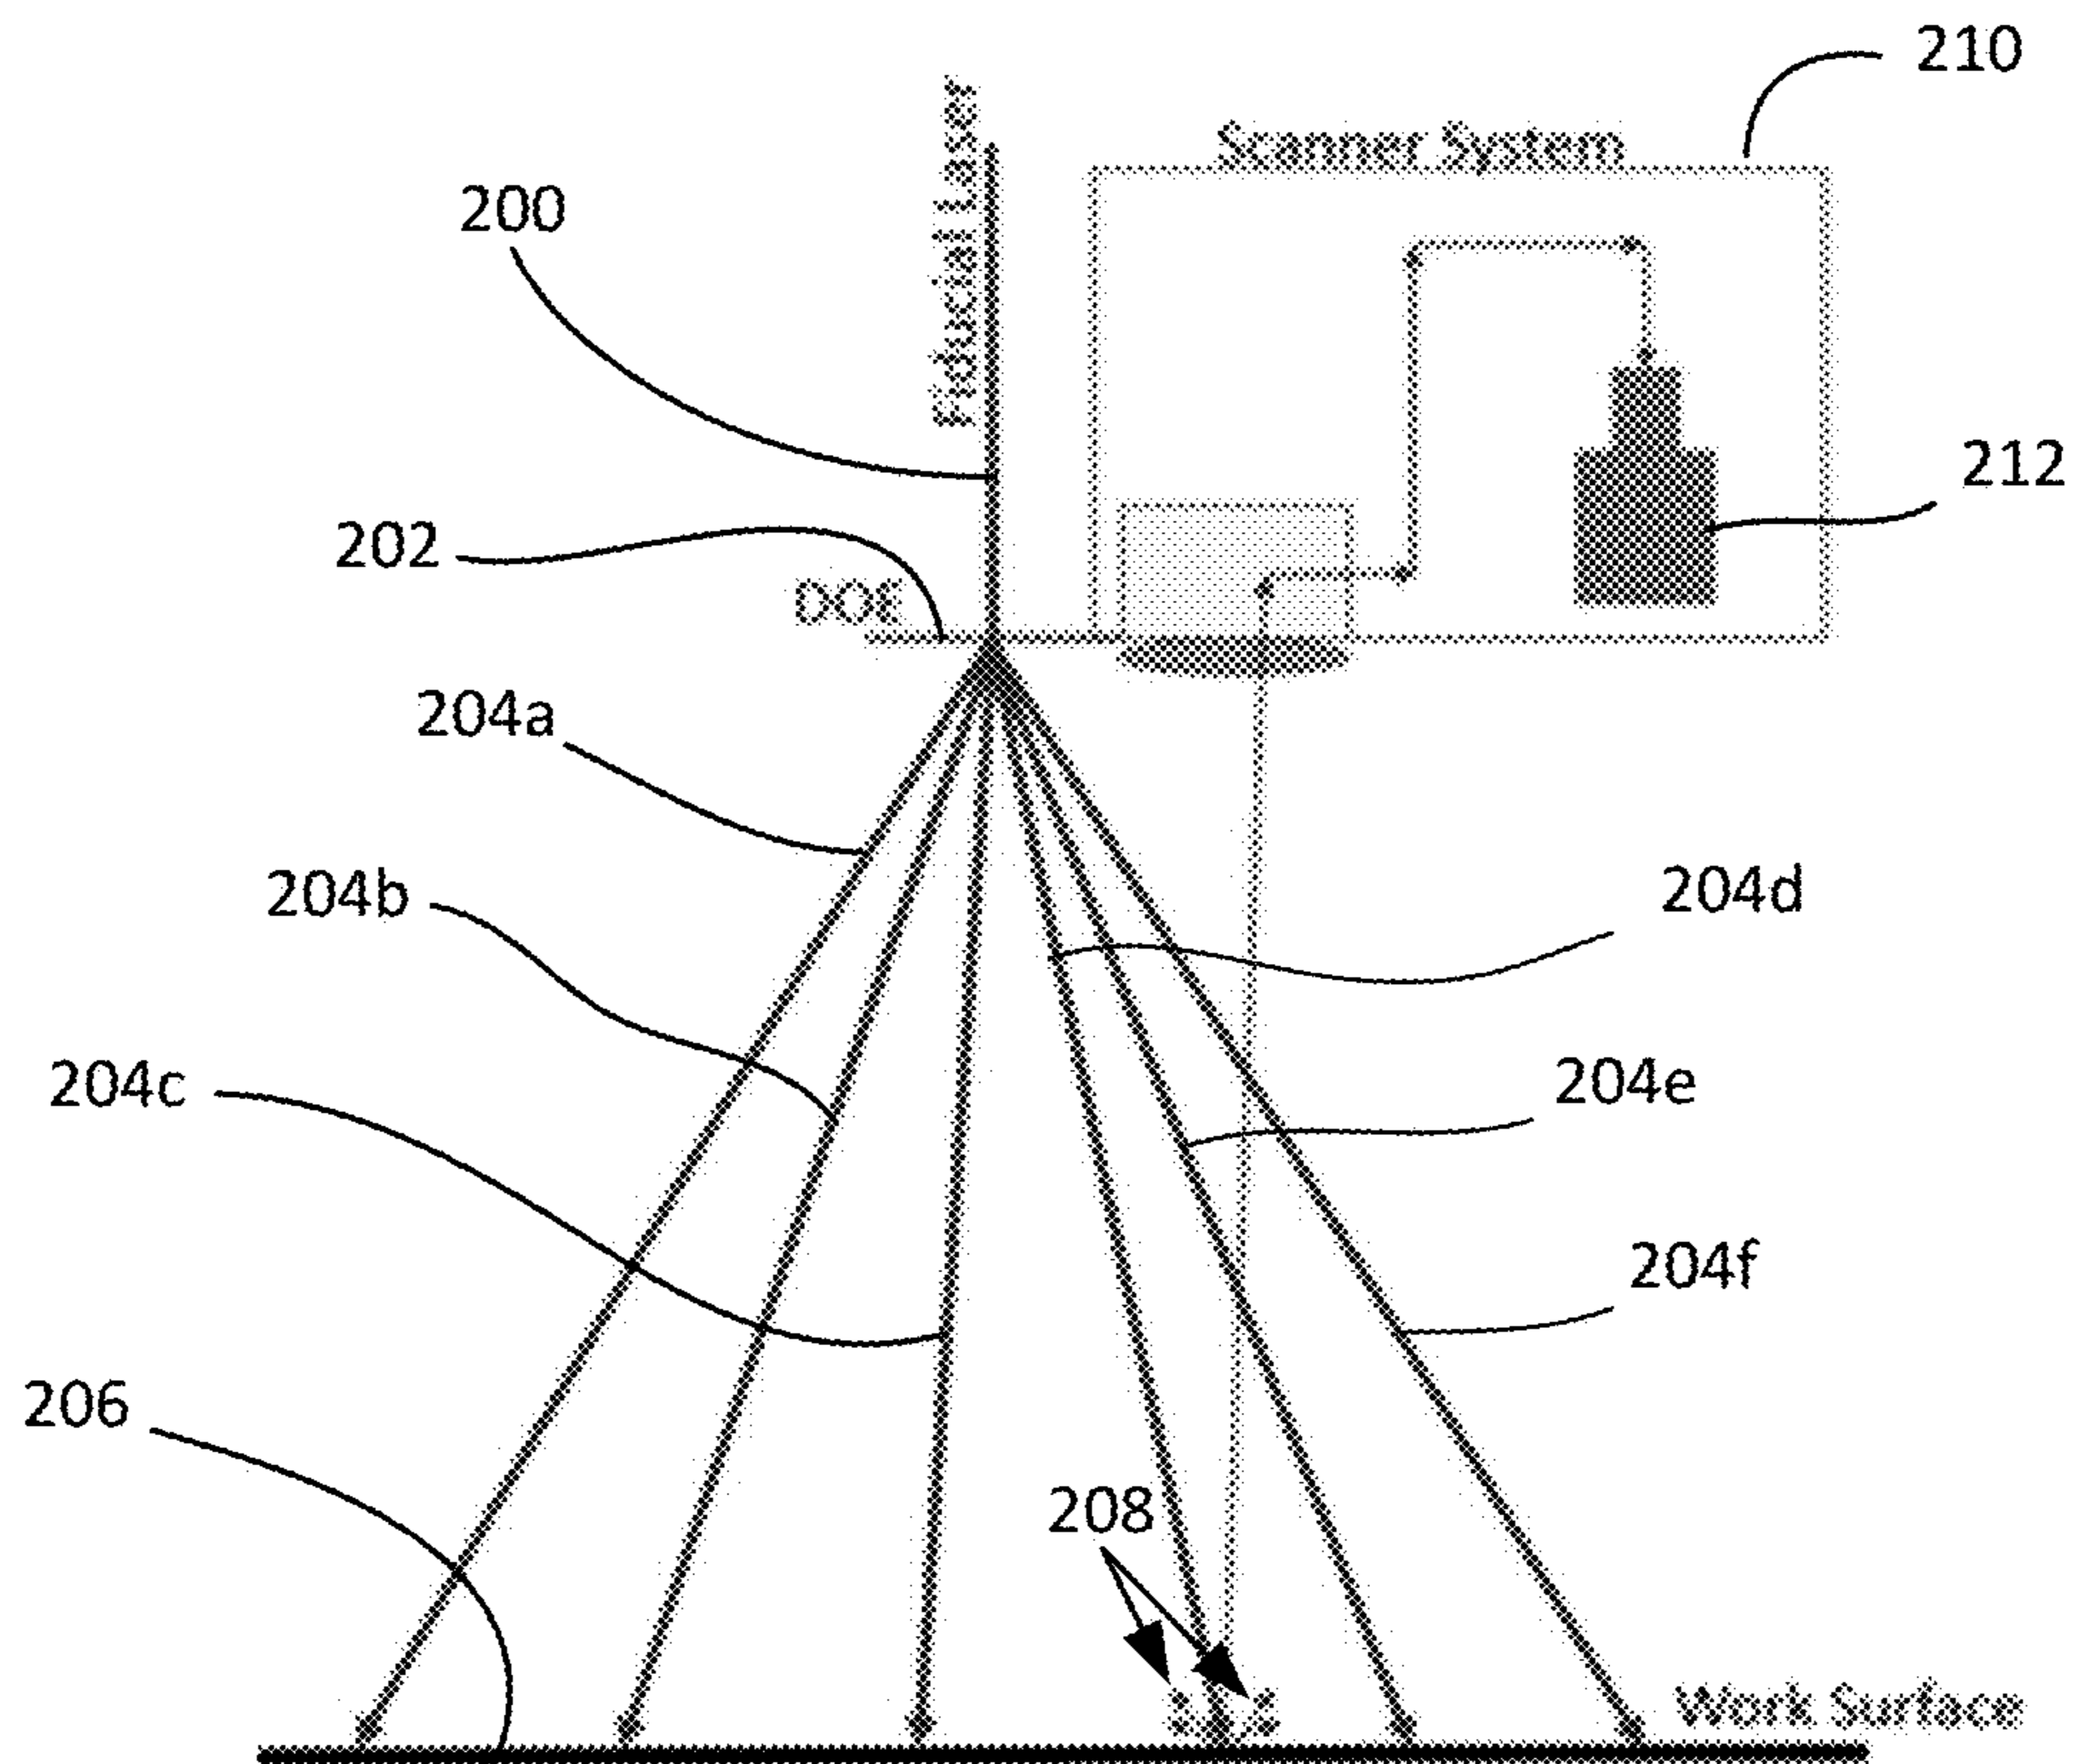 210
Scanner System
Fiducial Laser
200
212
202
DOE
204a
204b
204d
204c
204e
204f
206
208
Work Surface